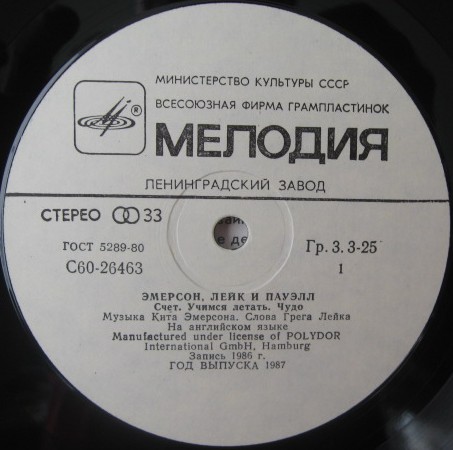 МИНИСТЕРСТВО КУЛЬТУРЫ СССР
ВСЕСОЮЗНАЯ ФИРМА ГРАМПЛАСТИНОК
®
МЕЛОДИЯ
ЛЕНИНГРАДСКИЙ ЗАВОД
СТЕРЕО 33
ГОСТ 5289-80
Гр. 3. 3-25
С60-26463
1
ЭМЕРСОН, ЛЕЙК И ПАУЭЛЛ
Счет. Учимся летать. Чудо
Музыка Кита Эмерсона. Слова Грега Лейка
На английском языке
Manufactured under license of POLYDOR
International GmbH, Hamburg
Запись 1986 г.
ГОД ВЫПУСКА 1987